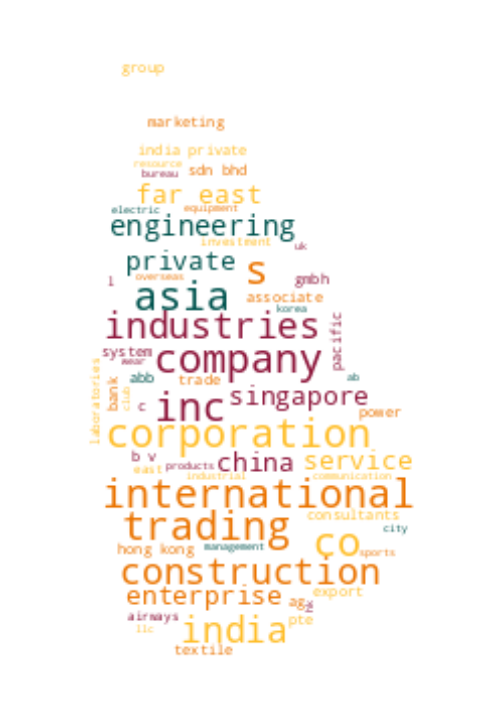 group
marketing
india private
resource
bureau sdn bhd
far east
electric equipment
engineering
investment uk
private s
l overseas gmbh
asia associate
korea
industries pacific
system company
wear
laboratories bank club abb trade ab
c inc singapore
power
corporation
b v china service
east products
industrial communication
international
trading consultants
co city
hong kong management sports
construction
enterprise export
ag
airways india pte
llc
textile